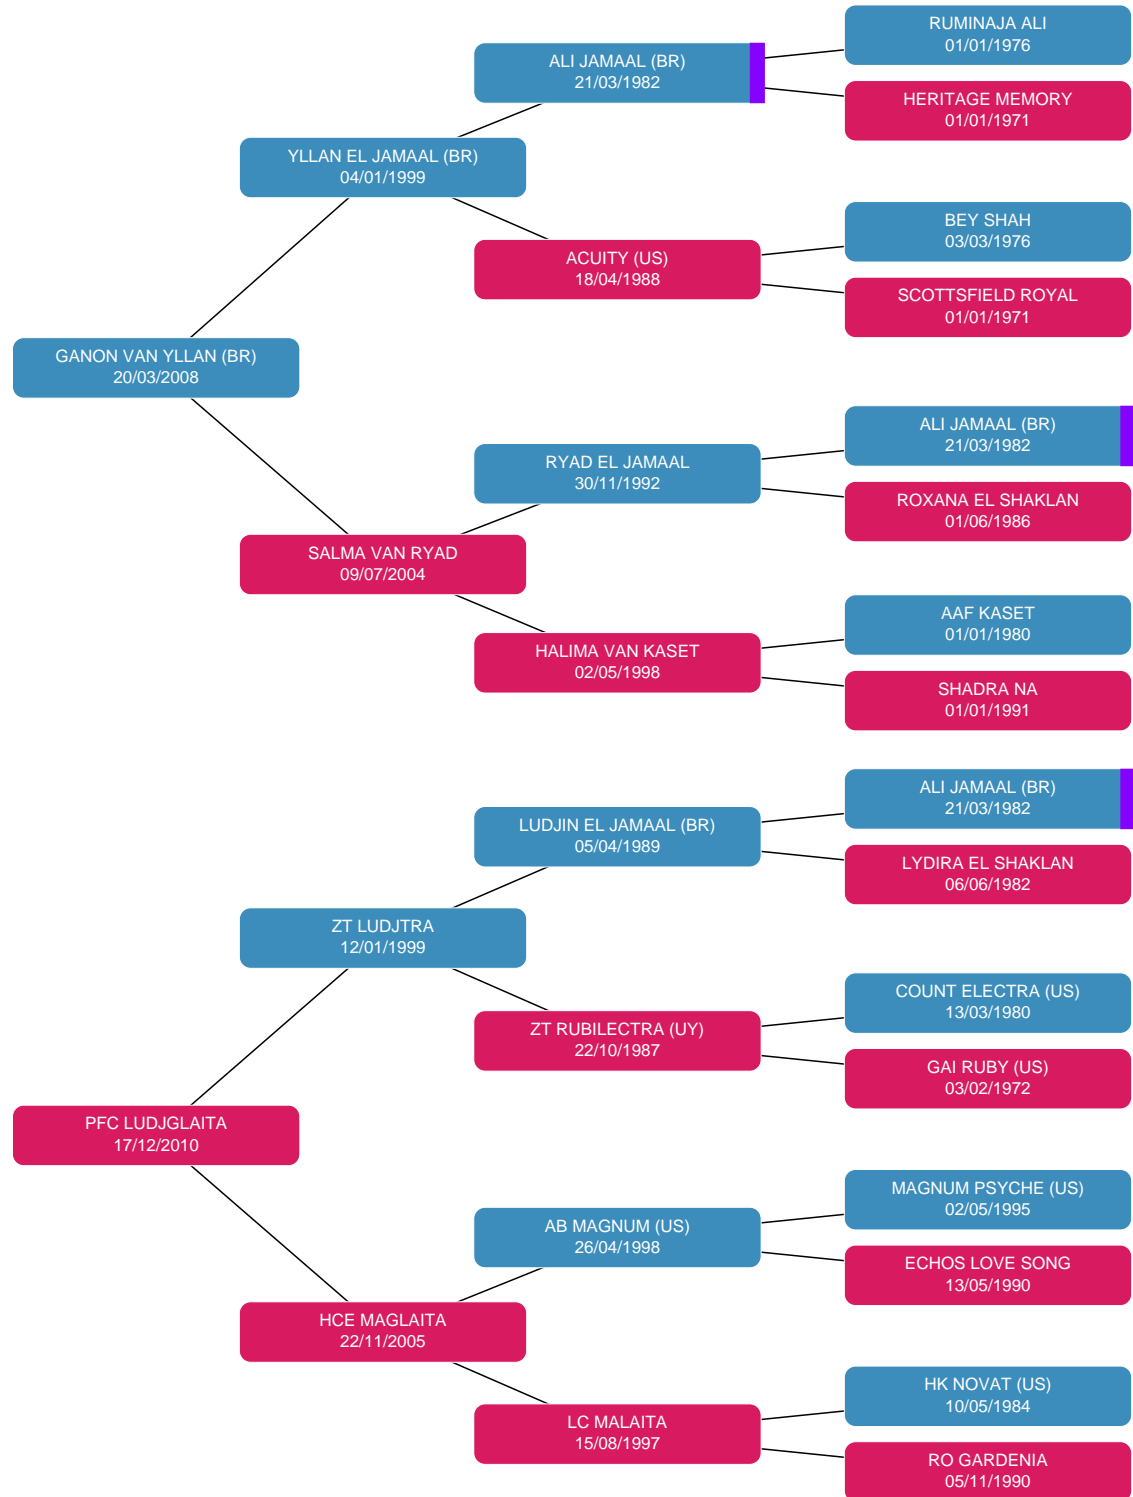 RUMINAJA ALI
01/01/1976
ALI JAMAAL (BR)
21/03/1982
HERITAGE MEMORY
01/01/1971
YLLAN EL JAMAAL (BR)
04/01/1999
BEY SHAH
03/03/1976
ACUITY (US)
18/04/1988
SCOTTSFIELD ROYAL
01/01/1971
GANON VAN YLLAN (BR)
20/03/2008
ALI JAMAAL (BR)
21/03/1982
RYAD EL JAMAAL
30/11/1992
ROXANA EL SHAKLAN
01/06/1986
SALMA VAN RYAD
09/07/2004
AAF KASET
01/01/1980
HALIMA VAN KASET
02/05/1998
SHADRA NA
01/01/1991
ALI JAMAAL (BR)
21/03/1982
LUDJIN EL JAMAAL (BR)
05/04/1989
LYDIRA EL SHAKLAN
06/06/1982
ZT LUDJTRA
12/01/1999
COUNT ELECTRA (US)
13/03/1980
ZT RUBILECTRA (UY)
22/10/1987
GAI RUBY (US)
03/02/1972
PFC LUDJGLAITA
17/12/2010
MAGNUM PSYCHE (US)
02/05/1995
AB MAGNUM (US)
26/04/1998
ECHOS LOVE SONG
13/05/1990
HCE MAGLAITA
22/11/2005
HK NOVAT (US)
10/05/1984
LC MALAITA
15/08/1997
RO GARDENIA
05/11/1990